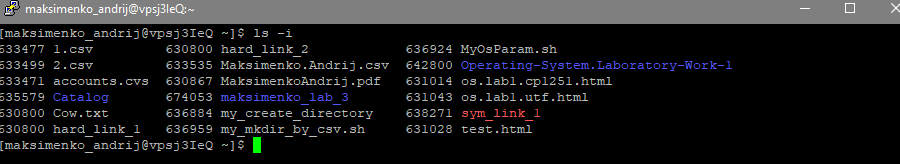 maksimenko_andrij@vpsj3IeQ:~
[maksimenko_andrij@vpsj3IeQ ~]$ ls -i
633477 1.csv 630800 hard_link_2 636924 MyOsParam.sh
633499 2.csv 633535 Maksimenko.Andrij.csv 642800 Operating-System.Laboratory-Work-1
633471 accounts.cvs 630867 MaksimenkoAndrij.pdf 631014 os.lab1.cp1251.html
635579 Catalog 674053 maksimenko_lab_3 631043 os.lab1.utf.html
630800 Cow.txt 636884 my_create_directory 638271 sym_link_1
630800 hard_link_1 636959 my_mkdir_by_csv.sh 631028 test.html
[maksimenko_andrij@vpsj3IeQ ~]$